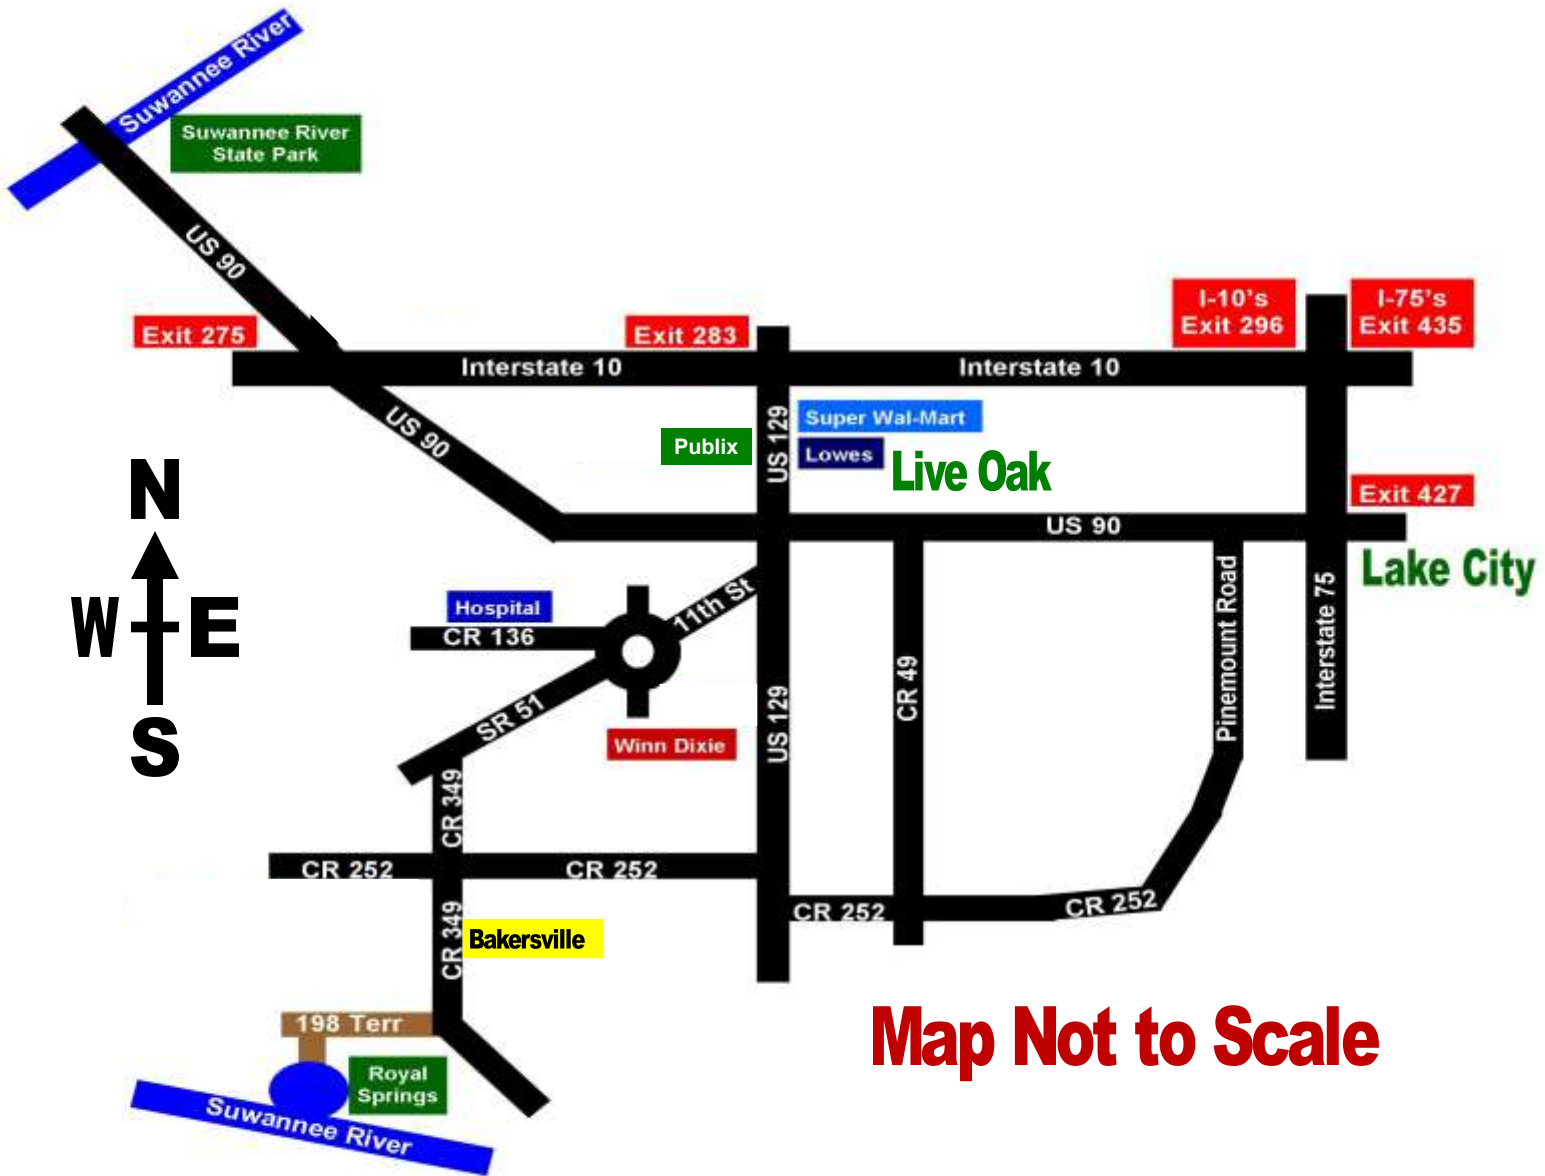 Suwannee River
Suwannee River
State Park
US 90
Exit 275
Exit 283
I-10's
Exit 296
I-75's
Exit 435
Interstate 10
Interstate 10
US 90
US 129
Super Wal-Mart
Publix
Lowes
Live Oak
N
Exit 427
US 90
Lake City
W
E
S
Hospital
CR 136
11th St
SR 51
Winn Dixie
US 129
CR 49
Pinemount Road
Interstate 75
CR 349
CR 252
CR 252
CR 252
CR 252
CR 349
Bakersville
198 Terr
Royal
Springs
Suwannee River
Map Not to Scale